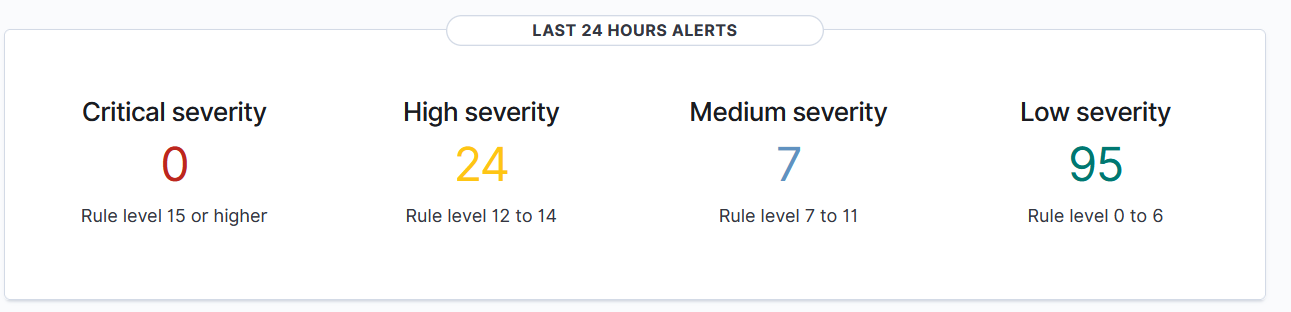 LAST 24 HOURS ALERTS
Critical severity
0
Rule level 15 or higher
High severity
24
Rule level 12 to 14
Medium severity
7
Rule level 7 to 11
Low severity
95
Rule level 0 to 6